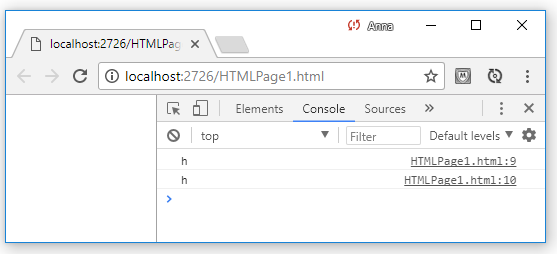 Anna
localhost:2726/HTMLPag
localhost:2726/HTMLPage1.html
Elements Console Sources
top Filter Default levels
h HTMLPage1.html:9
h HTMLPage1.html:10